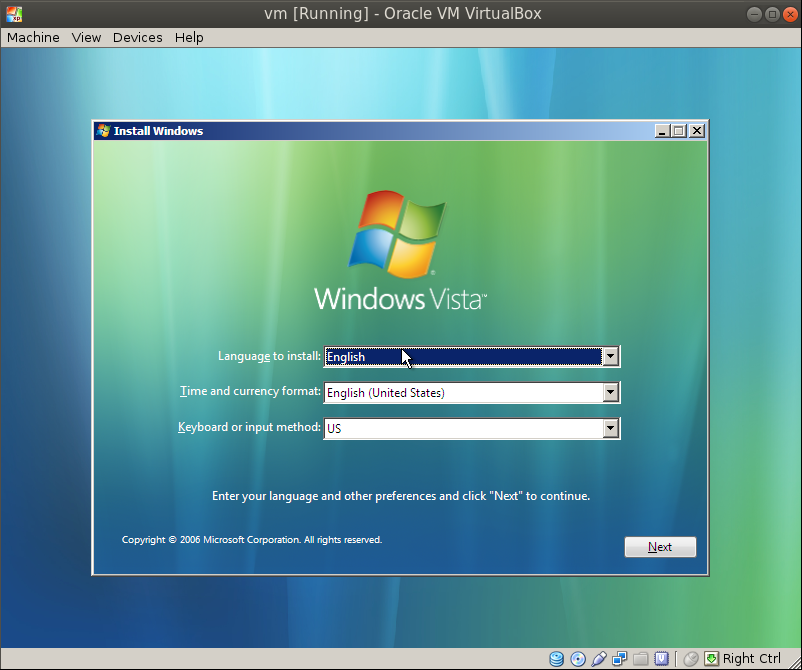 vm [Running] - Oracle VM VirtualBox
Machine View Devices Help
Install Windows
Windows Vista™
Language to install: English
Time and currency format: English (United States)
Keyboard or input method: US
Enter your language and other preferences and click "Next" to continue.
Copyright © 2006 Microsoft Corporation. All rights reserved.
Next
Right Ctrl